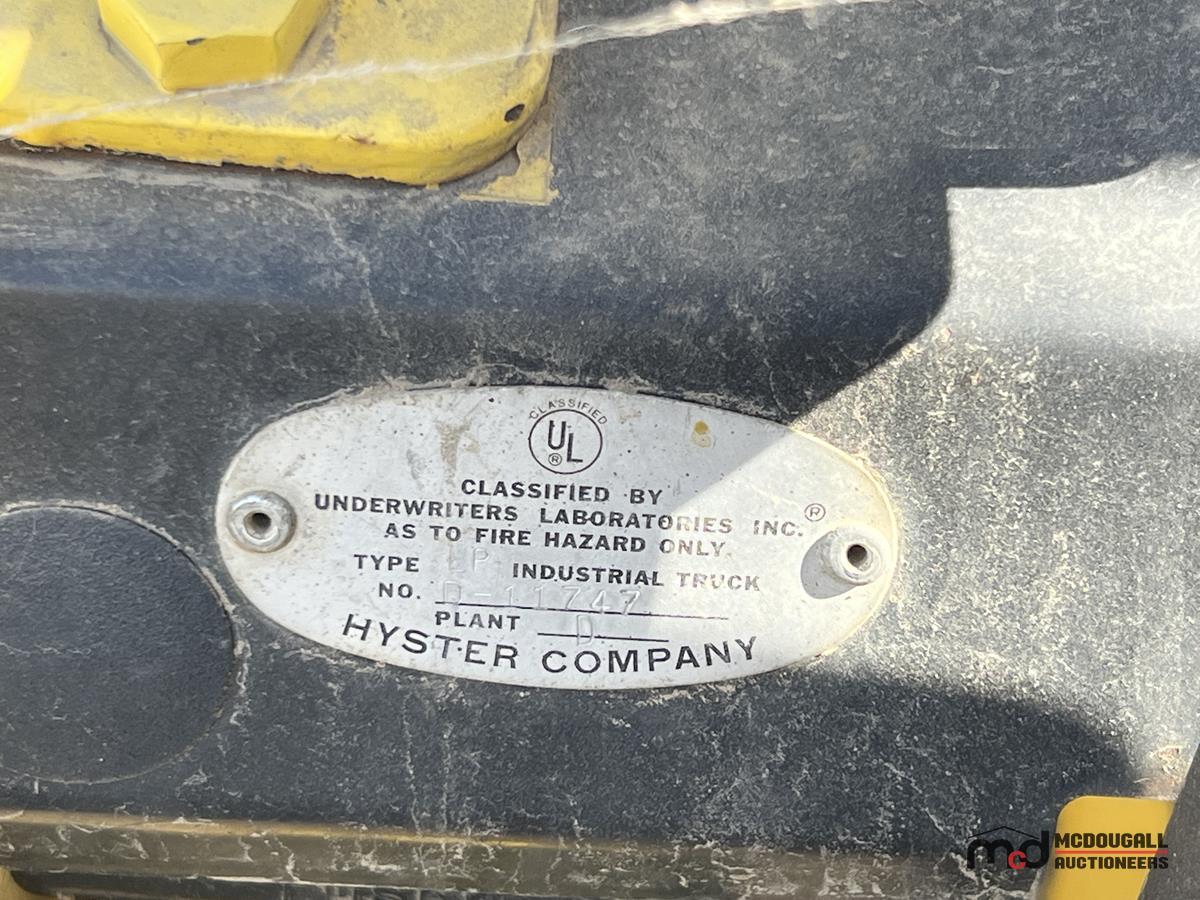 CLASSIFIED
UL®
CLASSIFIED BY
UNDERWRITERS LABORATORIES INC.®
AS TO FIRE HAZARD ONLY.
TYPE LP INDUSTRIAL TRUCK
NO. D-11747
PLANT D
HYSTER COMPANY
mcd MCDOUGALL
AUCTIONEERS